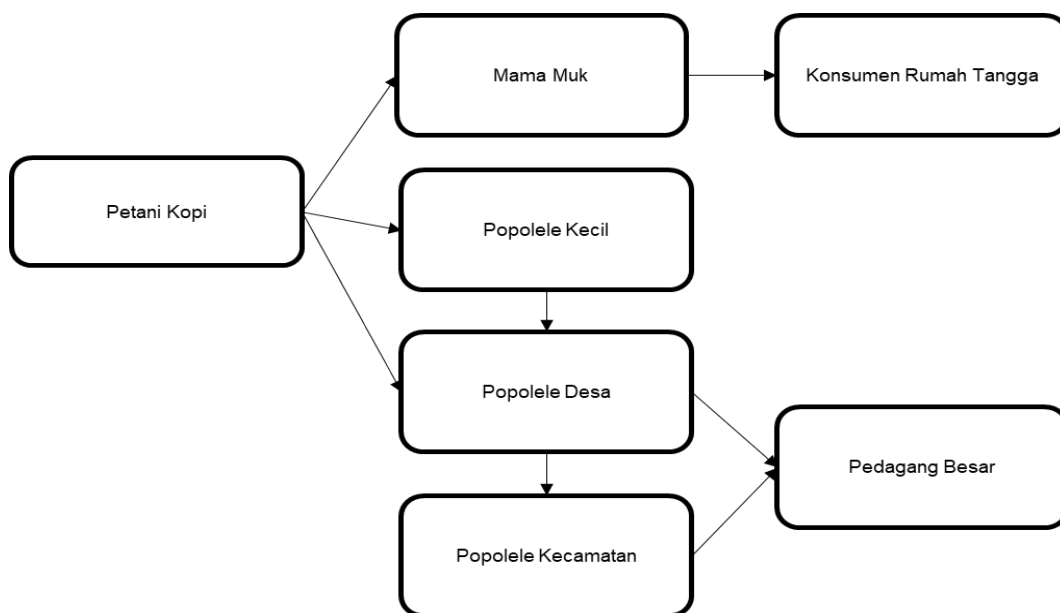 Mama Muk
Konsumen Rumah Tangga
Petani Kopi
Popolele Kecil
Popolele Desa
Pedagang Besar
Popolele Kecamatan